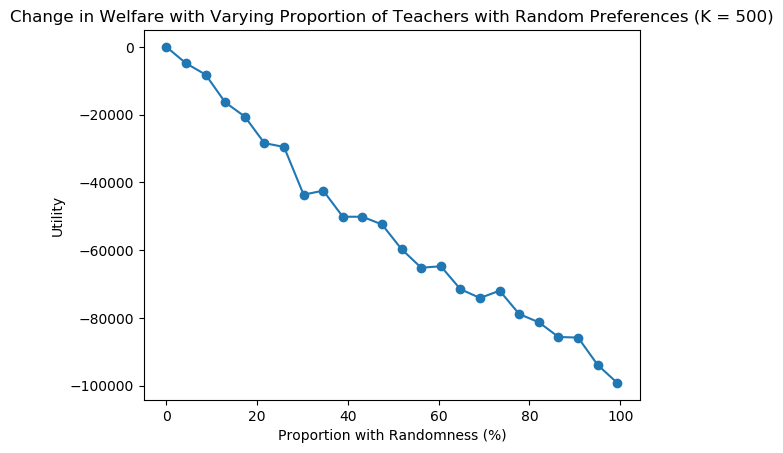 Change in Welfare with Varying Proportion of Teachers with Random Preferences (K = 500)
0
−20000
−40000
−60000
−80000
−100000
Utility
0 20 40 60 80 100
Proportion with Randomness (%)